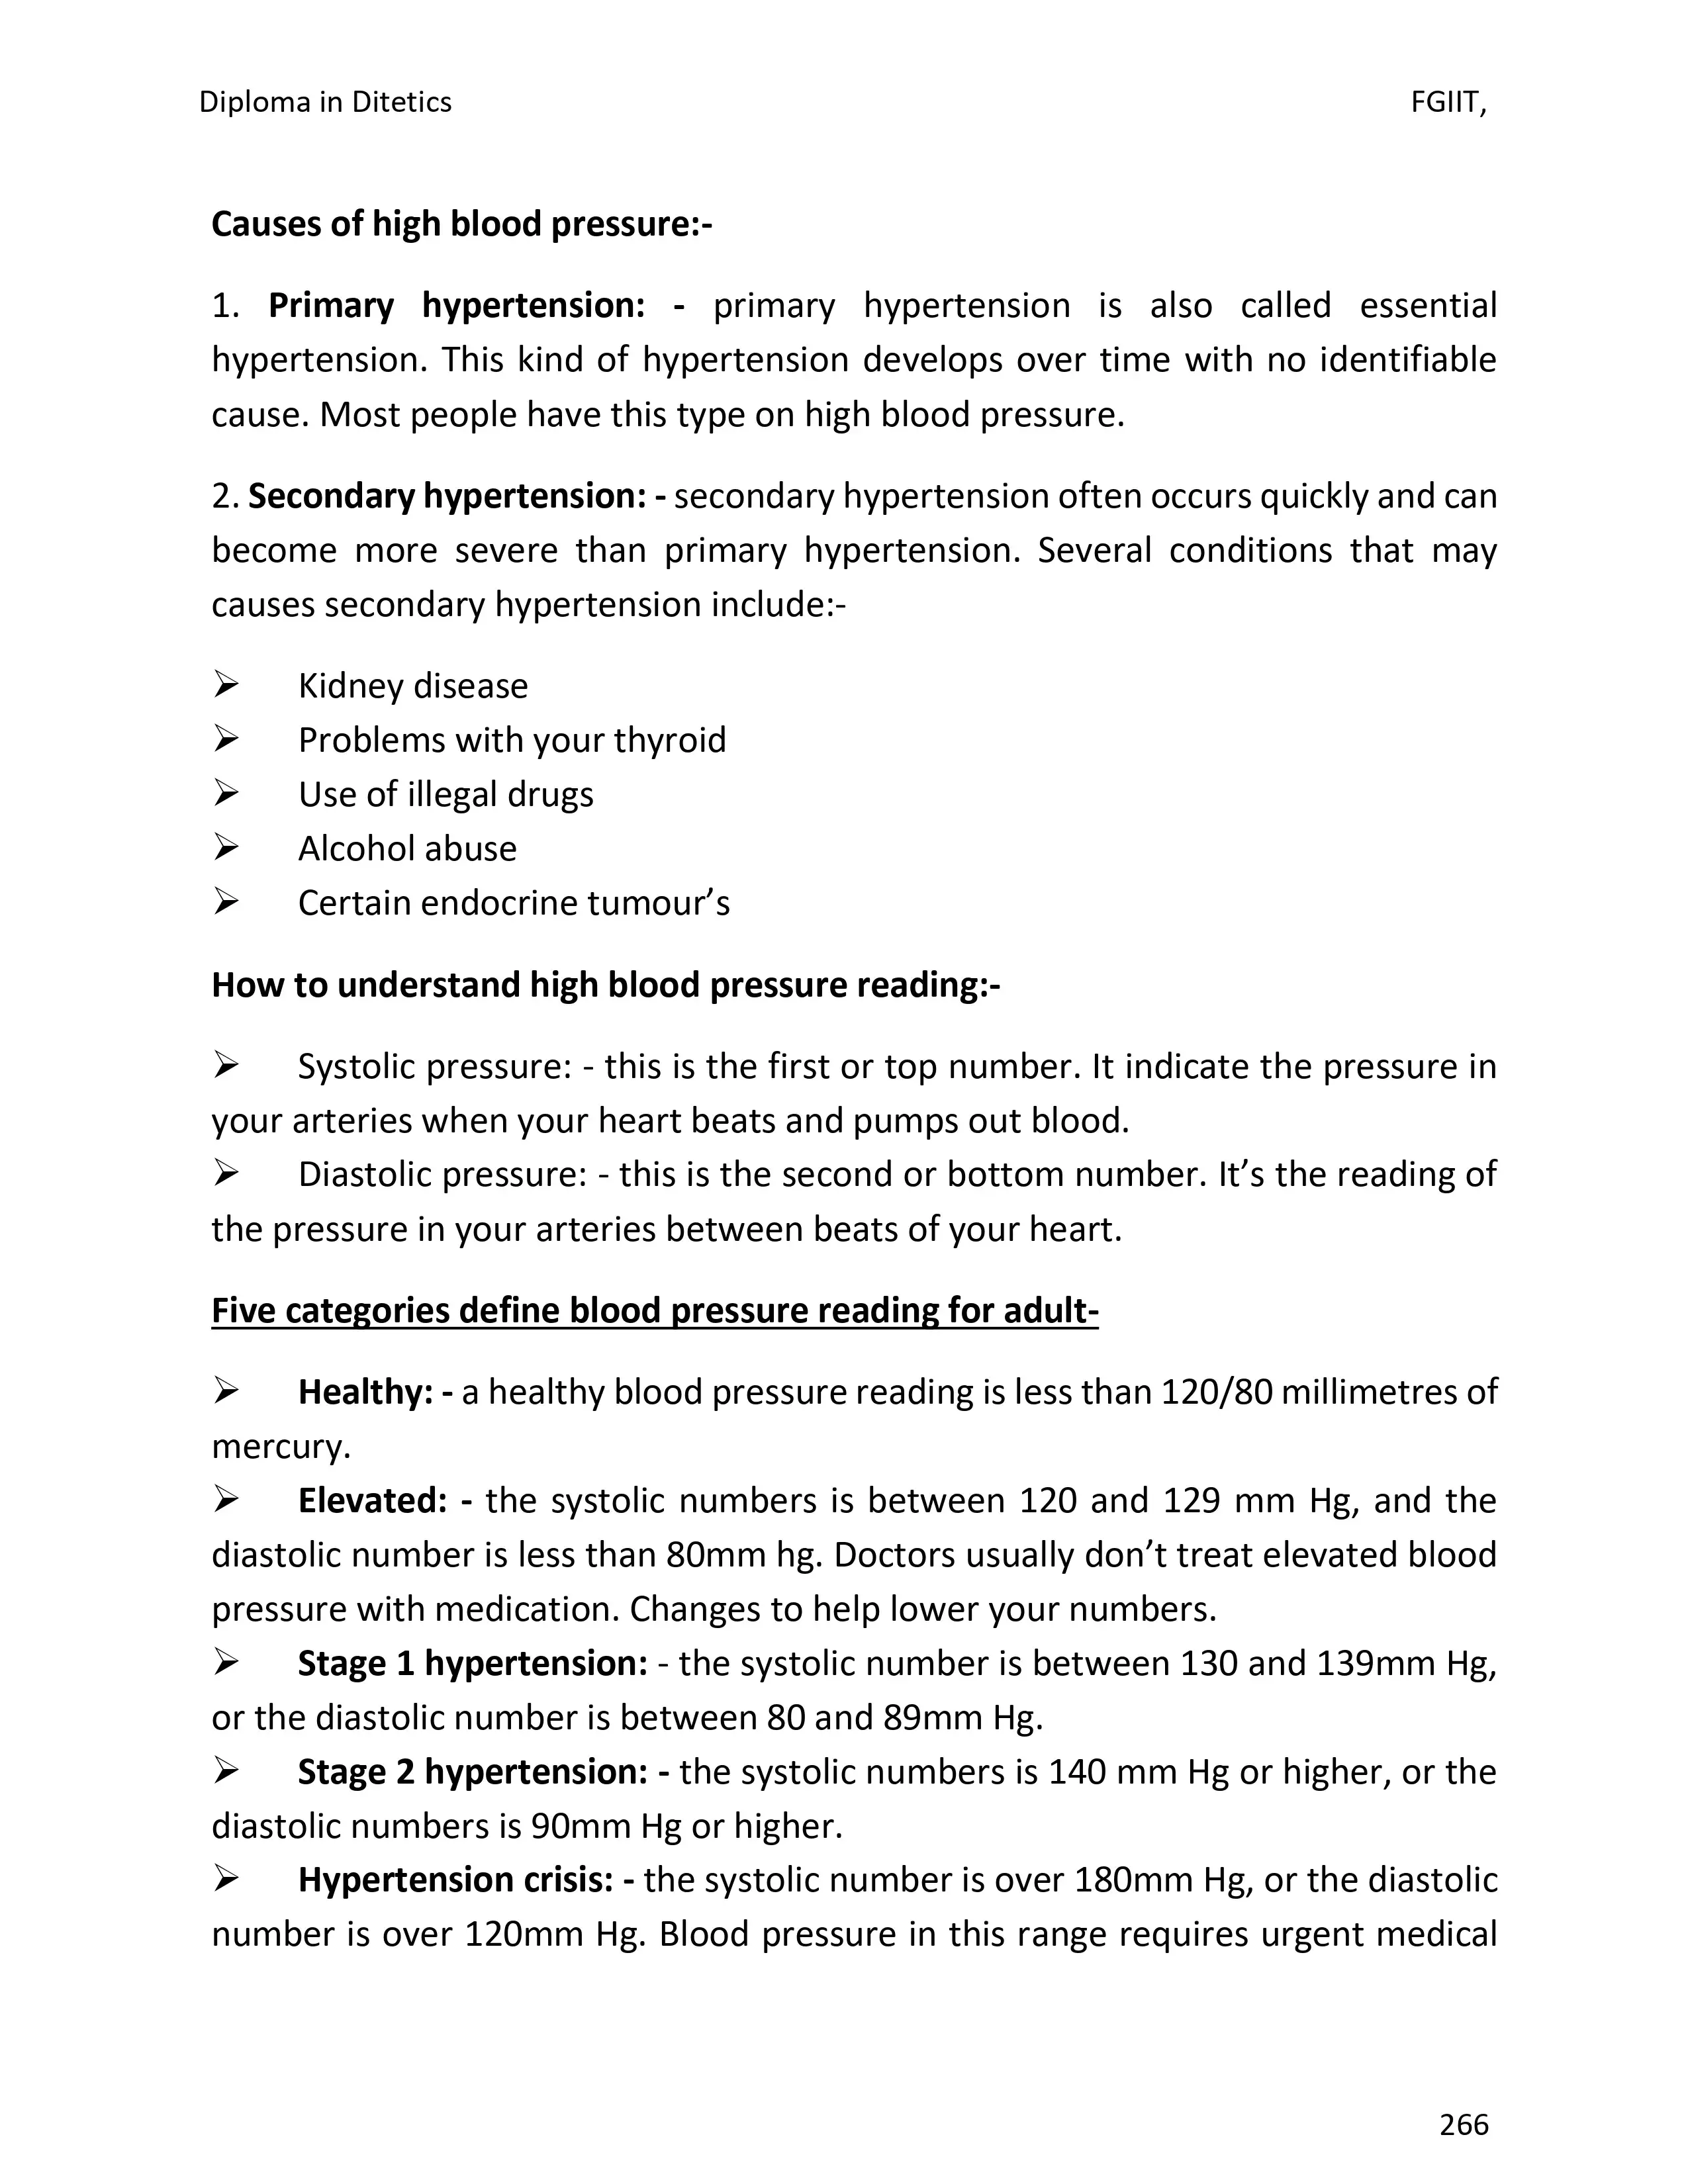 Diploma in Ditetics FGIIT,
Causes of high blood pressure:-
1. Primary hypertension: - primary hypertension is also called essential
hypertension. This kind of hypertension develops over time with no identifiable
cause. Most people have this type on high blood pressure.
2. Secondary hypertension: - secondary hypertension often occurs quickly and can
become more severe than primary hypertension. Several conditions that may
causes secondary hypertension include:-
➢ Kidney disease
➢ Problems with your thyroid
➢ Use of illegal drugs
➢ Alcohol abuse
➢ Certain endocrine tumour’s
How to understand high blood pressure reading:-
➢ Systolic pressure: - this is the first or top number. It indicate the pressure in
your arteries when your heart beats and pumps out blood.
➢ Diastolic pressure: - this is the second or bottom number. It’s the reading of
the pressure in your arteries between beats of your heart.
Five categories define blood pressure reading for adult-
➢ Healthy: - a healthy blood pressure reading is less than 120/80 millimetres of
mercury.
➢ Elevated: - the systolic numbers is between 120 and 129 mm Hg, and the
diastolic number is less than 80mm hg. Doctors usually don’t treat elevated blood
pressure with medication. Changes to help lower your numbers.
➢ Stage 1 hypertension: - the systolic number is between 130 and 139mm Hg,
or the diastolic number is between 80 and 89mm Hg.
➢ Stage 2 hypertension: - the systolic numbers is 140 mm Hg or higher, or the
diastolic numbers is 90mm Hg or higher.
➢ Hypertension crisis: - the systolic number is over 180mm Hg, or the diastolic
number is over 120mm Hg. Blood pressure in this range requires urgent medical
266